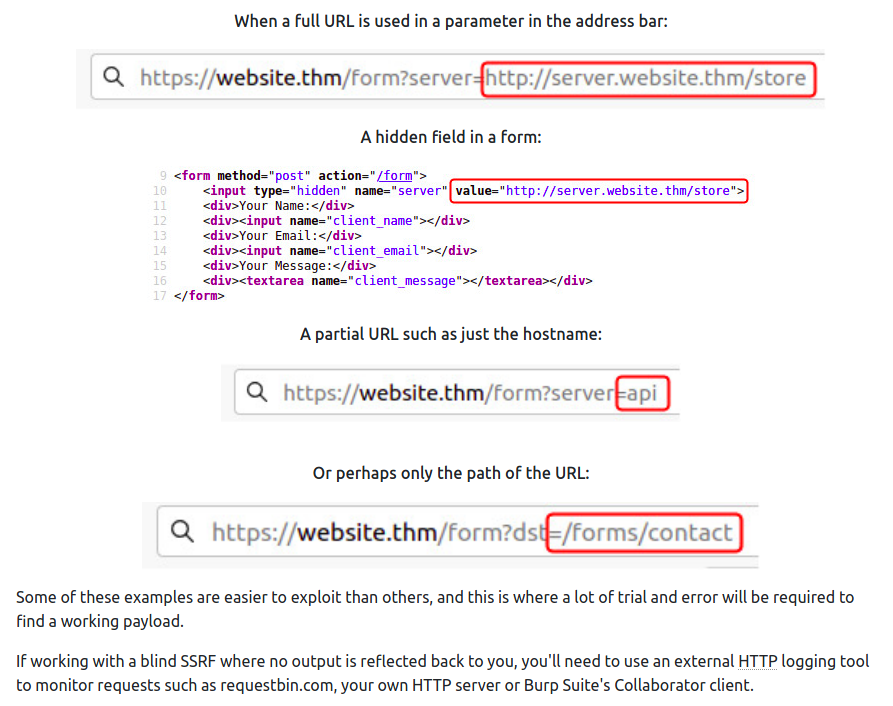 When a full URL is used in a parameter in the address bar:
https://website.thm/form?server=http://server.website.thm/store
A hidden field in a form:
9 <form method="post" action="/form">
10 <input type="hidden" name="server" value="http://server.website.thm/store">
11 <div>Your Name:</div>
12 <div><input name="client_name"></div>
13 <div>Your Email:</div>
14 <div><input name="client_email"></div>
15 <div>Your Message:</div>
16 <div><textarea name="client_message"></textarea></div>
17 </form>
A partial URL such as just the hostname:
https://website.thm/form?server=api
Or perhaps only the path of the URL:
https://website.thm/form?dst=/forms/contact
Some of these examples are easier to exploit than others, and this is where a lot of trial and error will be required to
find a working payload.
If working with a blind SSRF where no output is reflected back to you, you'll need to use an external HTTP logging tool
to monitor requests such as requestbin.com, your own HTTP server or Burp Suite's Collaborator client.